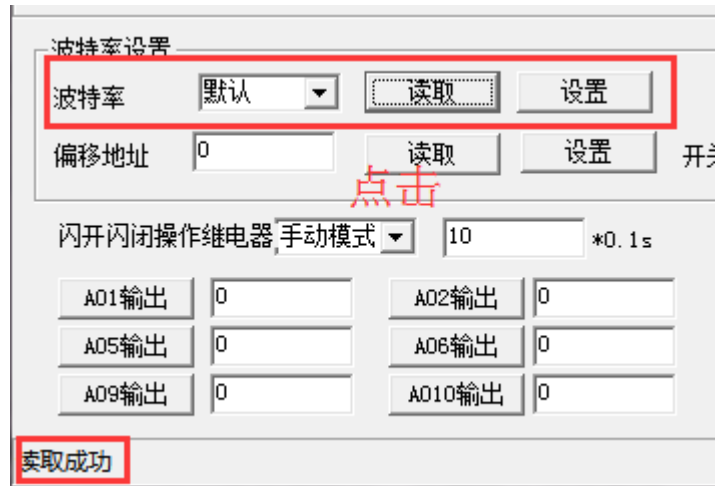 波特率设置
波特率 默认 读取 设置
偏移地址 0 读取 设置 开关
点击
闪开闪闭操作继电器 手动模式 10 *0.1s
A01输出 0 A02输出 0
A05输出 0 A06输出 0
A09输出 0 A010输出 0
读取成功